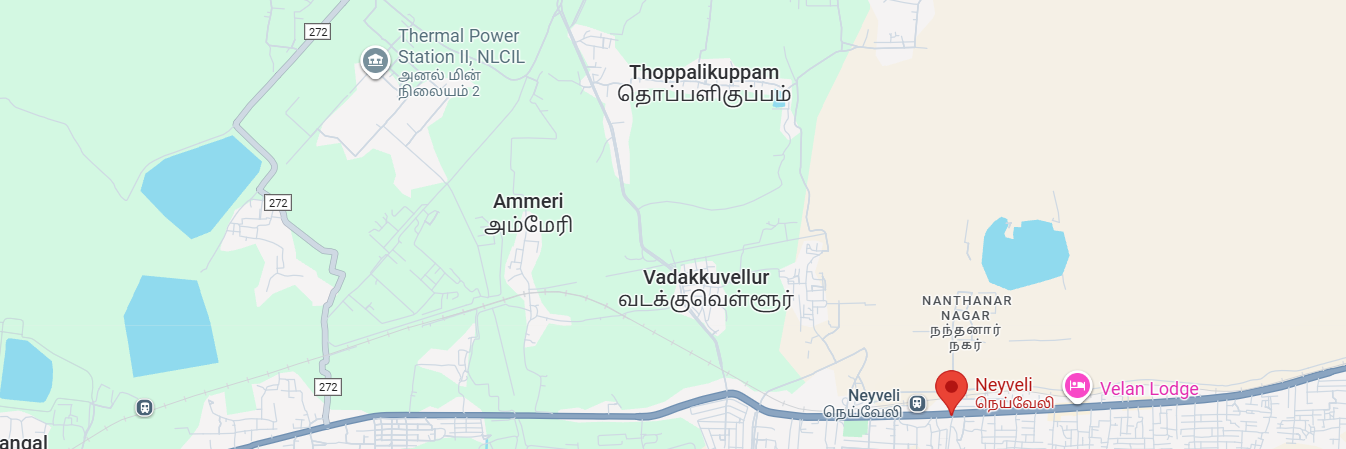 272
Thermal Power
Station II, NLCIL
அனல் மின்
நிலையம் 2
Thoppalikuppam
தொப்பளிகுப்பம்
272
Ammeri
அம்மேரி
Vadakkuvellur
வடக்குவெள்ளூர்
NANTHANAR
NAGAR
நந்தனார்
நகர்
272
Neyveli
நெய்வேலி
Neyveli
நெய்வேலி
Velan Lodge
angal